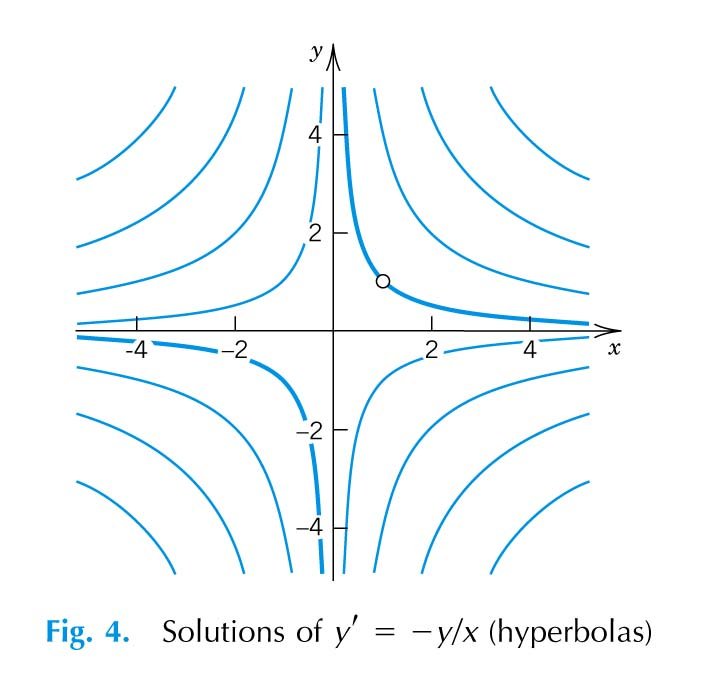 y
4
2
-4
–2
2
4
x
–2
–4
Fig. 4. Solutions of y′ = −y/x (hyperbolas)